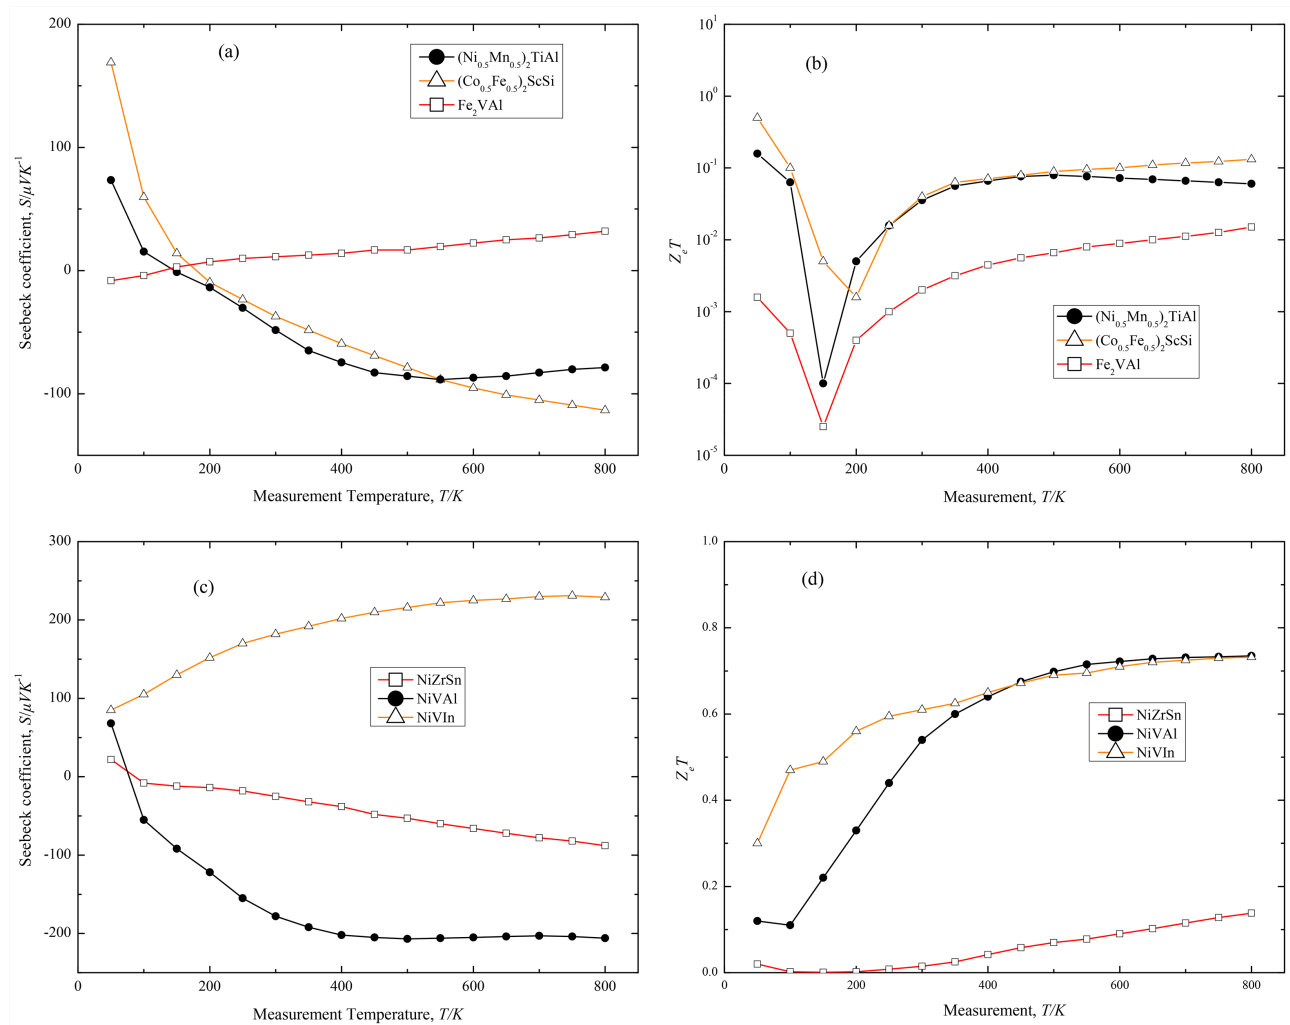 (a)
200
100
0
-100
0
200
400
600
800
Seebeck coefficient, S/μVK⁻¹
Measurement Temperature, T/K
(Ni₀.₅Mn₀.₅)₂TiAl
(Co₀.₅Fe₀.₅)₂ScSi
Fe₂VAl
(b)
10¹
10⁰
10⁻¹
10⁻²
10⁻³
10⁻⁴
10⁻⁵
0
200
400
600
800
ZₑT
Measurement, T/K
(Ni₀.₅Mn₀.₅)₂TiAl
(Co₀.₅Fe₀.₅)₂ScSi
Fe₂VAl
(c)
300
200
100
0
-100
-200
0
200
400
600
800
Seebeck coefficient, S/μVK⁻¹
Measurement Temperature, T/K
NiZrSn
NiVAl
NiVIn
(d)
1.0
0.8
0.6
0.4
0.2
0.0
0
200
400
600
800
ZₑT
Measurement, T/K
NiZrSn
NiVAl
NiVIn